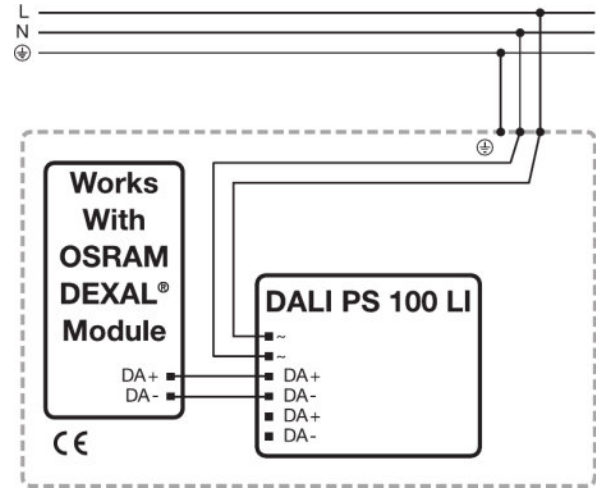 L
N
⏚
⏚
Works
With
OSRAM
DEXAL®
Module
DA+
DA-
CE
DALI PS 100 LI
~
~
DA+
DA-
DA+
DA-